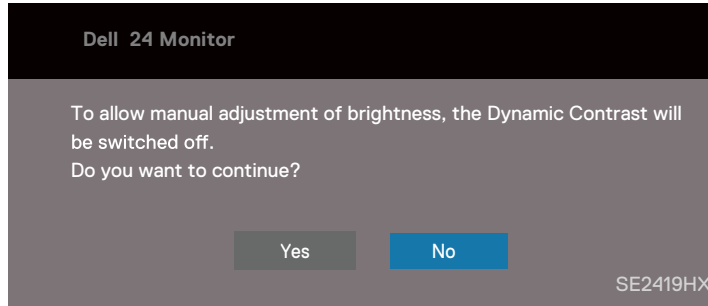 Dell 24 Monitor
To allow manual adjustment of brightness, the Dynamic Contrast will
be switched off.
Do you want to continue?
Yes No
SE2419HX